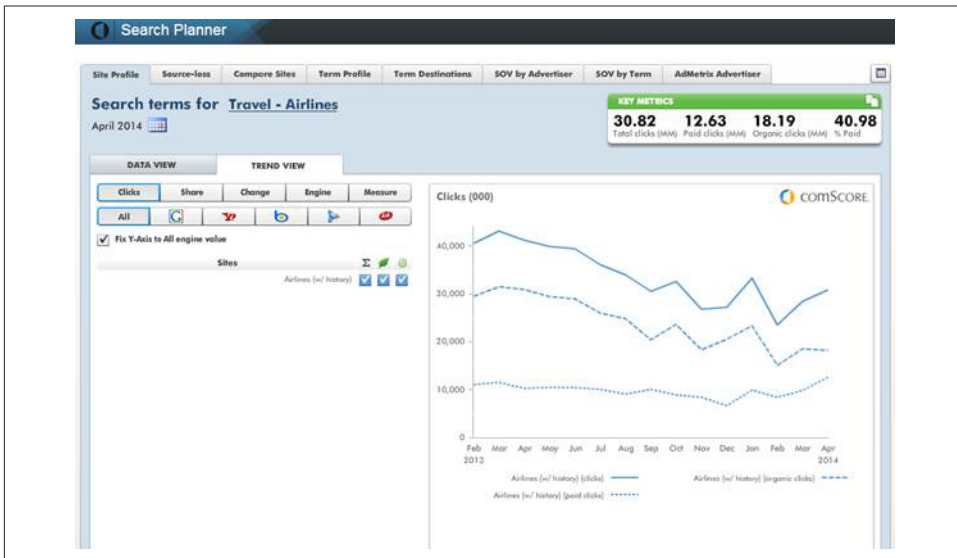 Search Planner
Site Profile Source-loss Compare Sites Term Profile Term Destinations SOV by Advertiser SOV by Term AdMetrix Advertiser
Search terms for Travel - Airlines
April 2014
KEY METRICS
30.82 12.63 18.19 40.98
Total clicks (MM) Paid clicks (MM) Organic clicks (MM) % Paid
DATA VIEW TREND VIEW
Clicks Share Change Engine Measure
All G Y! b
Fix Y-Axis to All engine value
Sites Σ
Airlines (w/ history)
Clicks (000)
comSCORE
40,000
30,000
20,000
10,000
0
Feb Mar Apr May Jun Jul Aug Sep Oct Nov Dec Jan Feb Mar Apr
2013 2014
Airlines (w/ history) (clicks) Airlines (w/ history) (organic clicks)
Airlines (w/ history) (paid clicks)